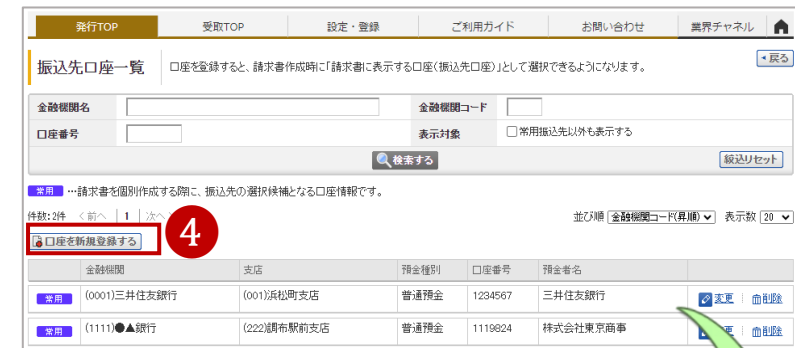 発行TOP 受取TOP 設定・登録 ご利用ガイド お問い合わせ 業界チャネル
振込先口座一覧 口座を登録すると、請求書作成時に「請求書に表示する口座(振込先口座)」として選択できるようになります。 戻る
金融機関名 金融機関コード
口座番号 表示対象 常用振込先以外も表示する
検索する 絞込リセット
常用 …請求書を個別作成する際に、振込先の選択候補となる口座情報です。
件数:2件 <前へ 1 次へ 並び順 金融機関コード(昇順) 表示数 20
口座を新規登録する 4
金融機関 支店 預金種別 口座番号 預金者名
常用 (0001)三井住友銀行 (001)浜松町支店 普通預金 1234567 三井住友銀行 変更 削除
常用 (1111)●▲銀行 (222)調布駅前支店 普通預金 1119824 株式会社東京商事 更 削除